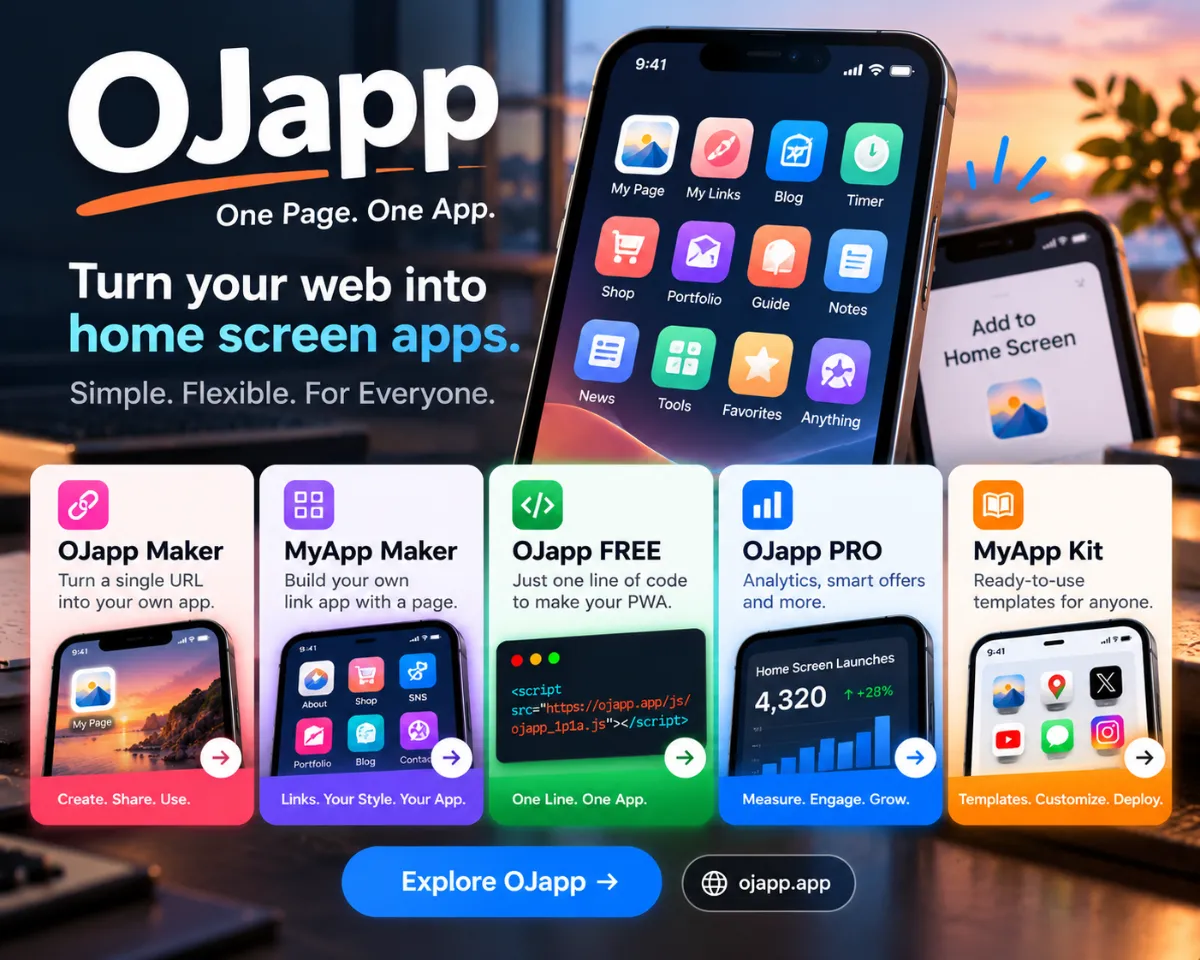 OJapp
One Page. One App.
Turn your web into
home screen apps.
Simple. Flexible. For Everyone.
9:41
My Page
My Links
Blog
Timer
Shop
Portfolio
Guide
Notes
News
Tools
Favorites
Anything
Add to
Home Screen
OJapp Maker
Turn a single URL
into your own app.
9:41
My Page
Create. Share. Use.
MyApp Maker
Build your own
link app with a page.
9:41
About
Shop
SNS
Portfolio
Blog
Contac
Links. Your Style. Your App.
OJapp FREE
Just one line of code
to make your PWA.
<script
src="https://ojapp.app/js/
ojapp_1p1a.js"></script>
One Line. One App.
OJapp PRO
Analytics, smart offers
and more.
Home Screen Launches
4,320 ↑ +28%
Measure. Engage. Grow.
MyApp Kit
Ready-to-use
templates for anyone.
9:41
Templates. Customize. Deploy.
Explore OJapp →
ojapp.app